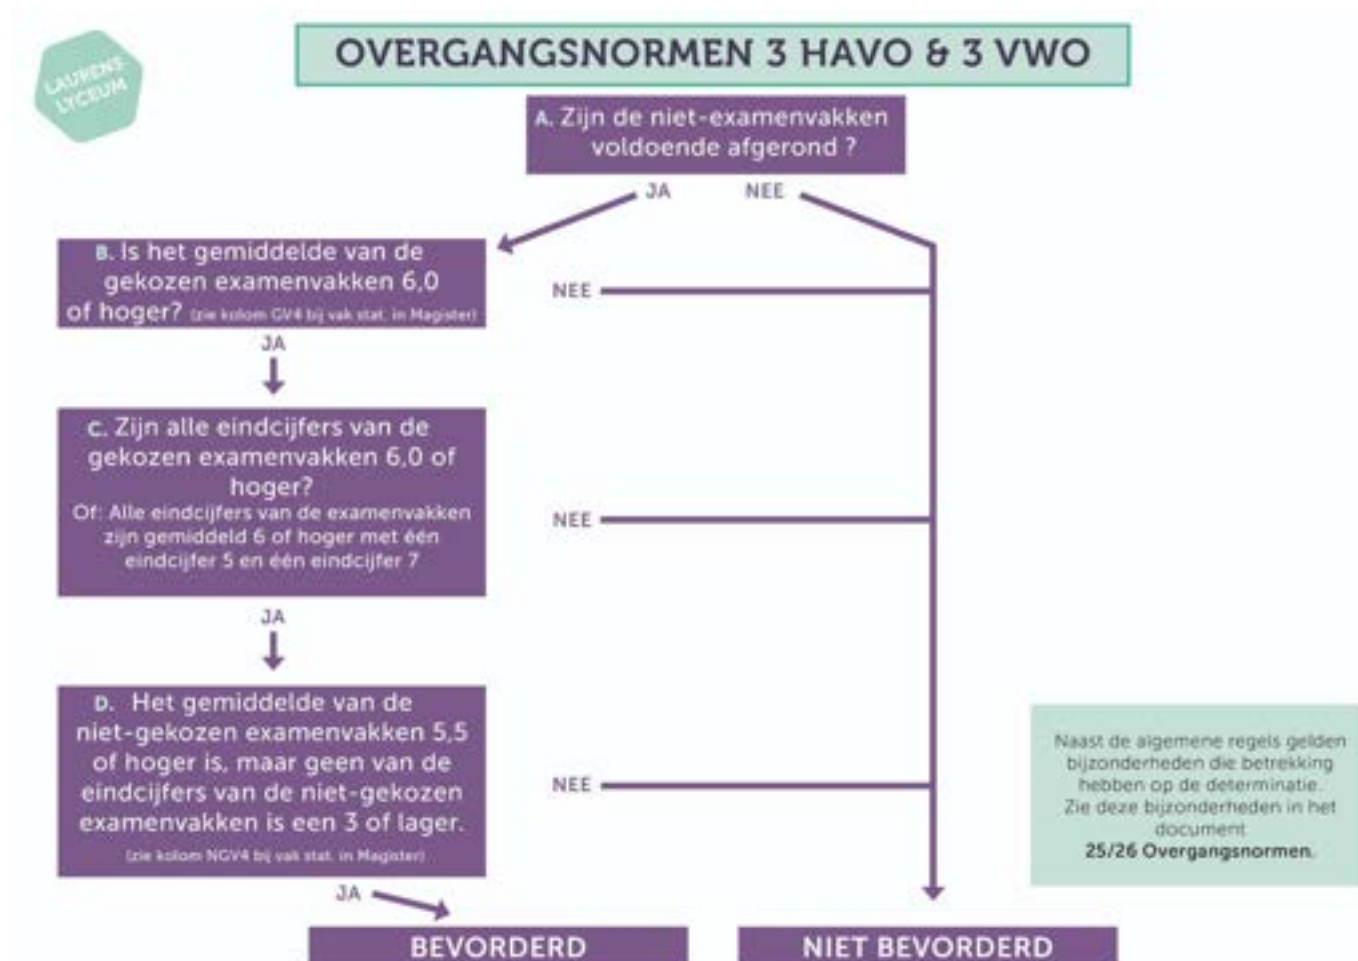 LAURENS
LYCEUM
OVERGANGSNORMEN 3 HAVO & 3 VWO
A. Zijn de niet-examenvakken
voldoende afgerond ?
JA
NEE
B. Is het gemiddelde van de
gekozen examenvakken 6,0
of hoger? (zie kolom GV4 bij vak stat. in Magister)
NEE
JA
C. Zijn alle eindcijfers van de
gekozen examenvakken 6,0 of
hoger?
Of: Alle eindcijfers van de examenvakken
zijn gemiddeld 6 of hoger met één
eindcijfer 5 en één eindcijfer 7
NEE
JA
D. Het gemiddelde van de
niet-gekozen examenvakken 5,5
of hoger is, maar geen van de
eindcijfers van de niet-gekozen
examenvakken is een 3 of lager.
(zie kolom NGV4 bij vak stat. in Magister)
NEE
JA
Naast de algemene regels gelden
bijzonderheden die betrekking
hebben op de determinatie.
Zie deze bijzonderheden in het
document
25/26 Overgangsnormen.
BEVORDERD
NIET BEVORDERD